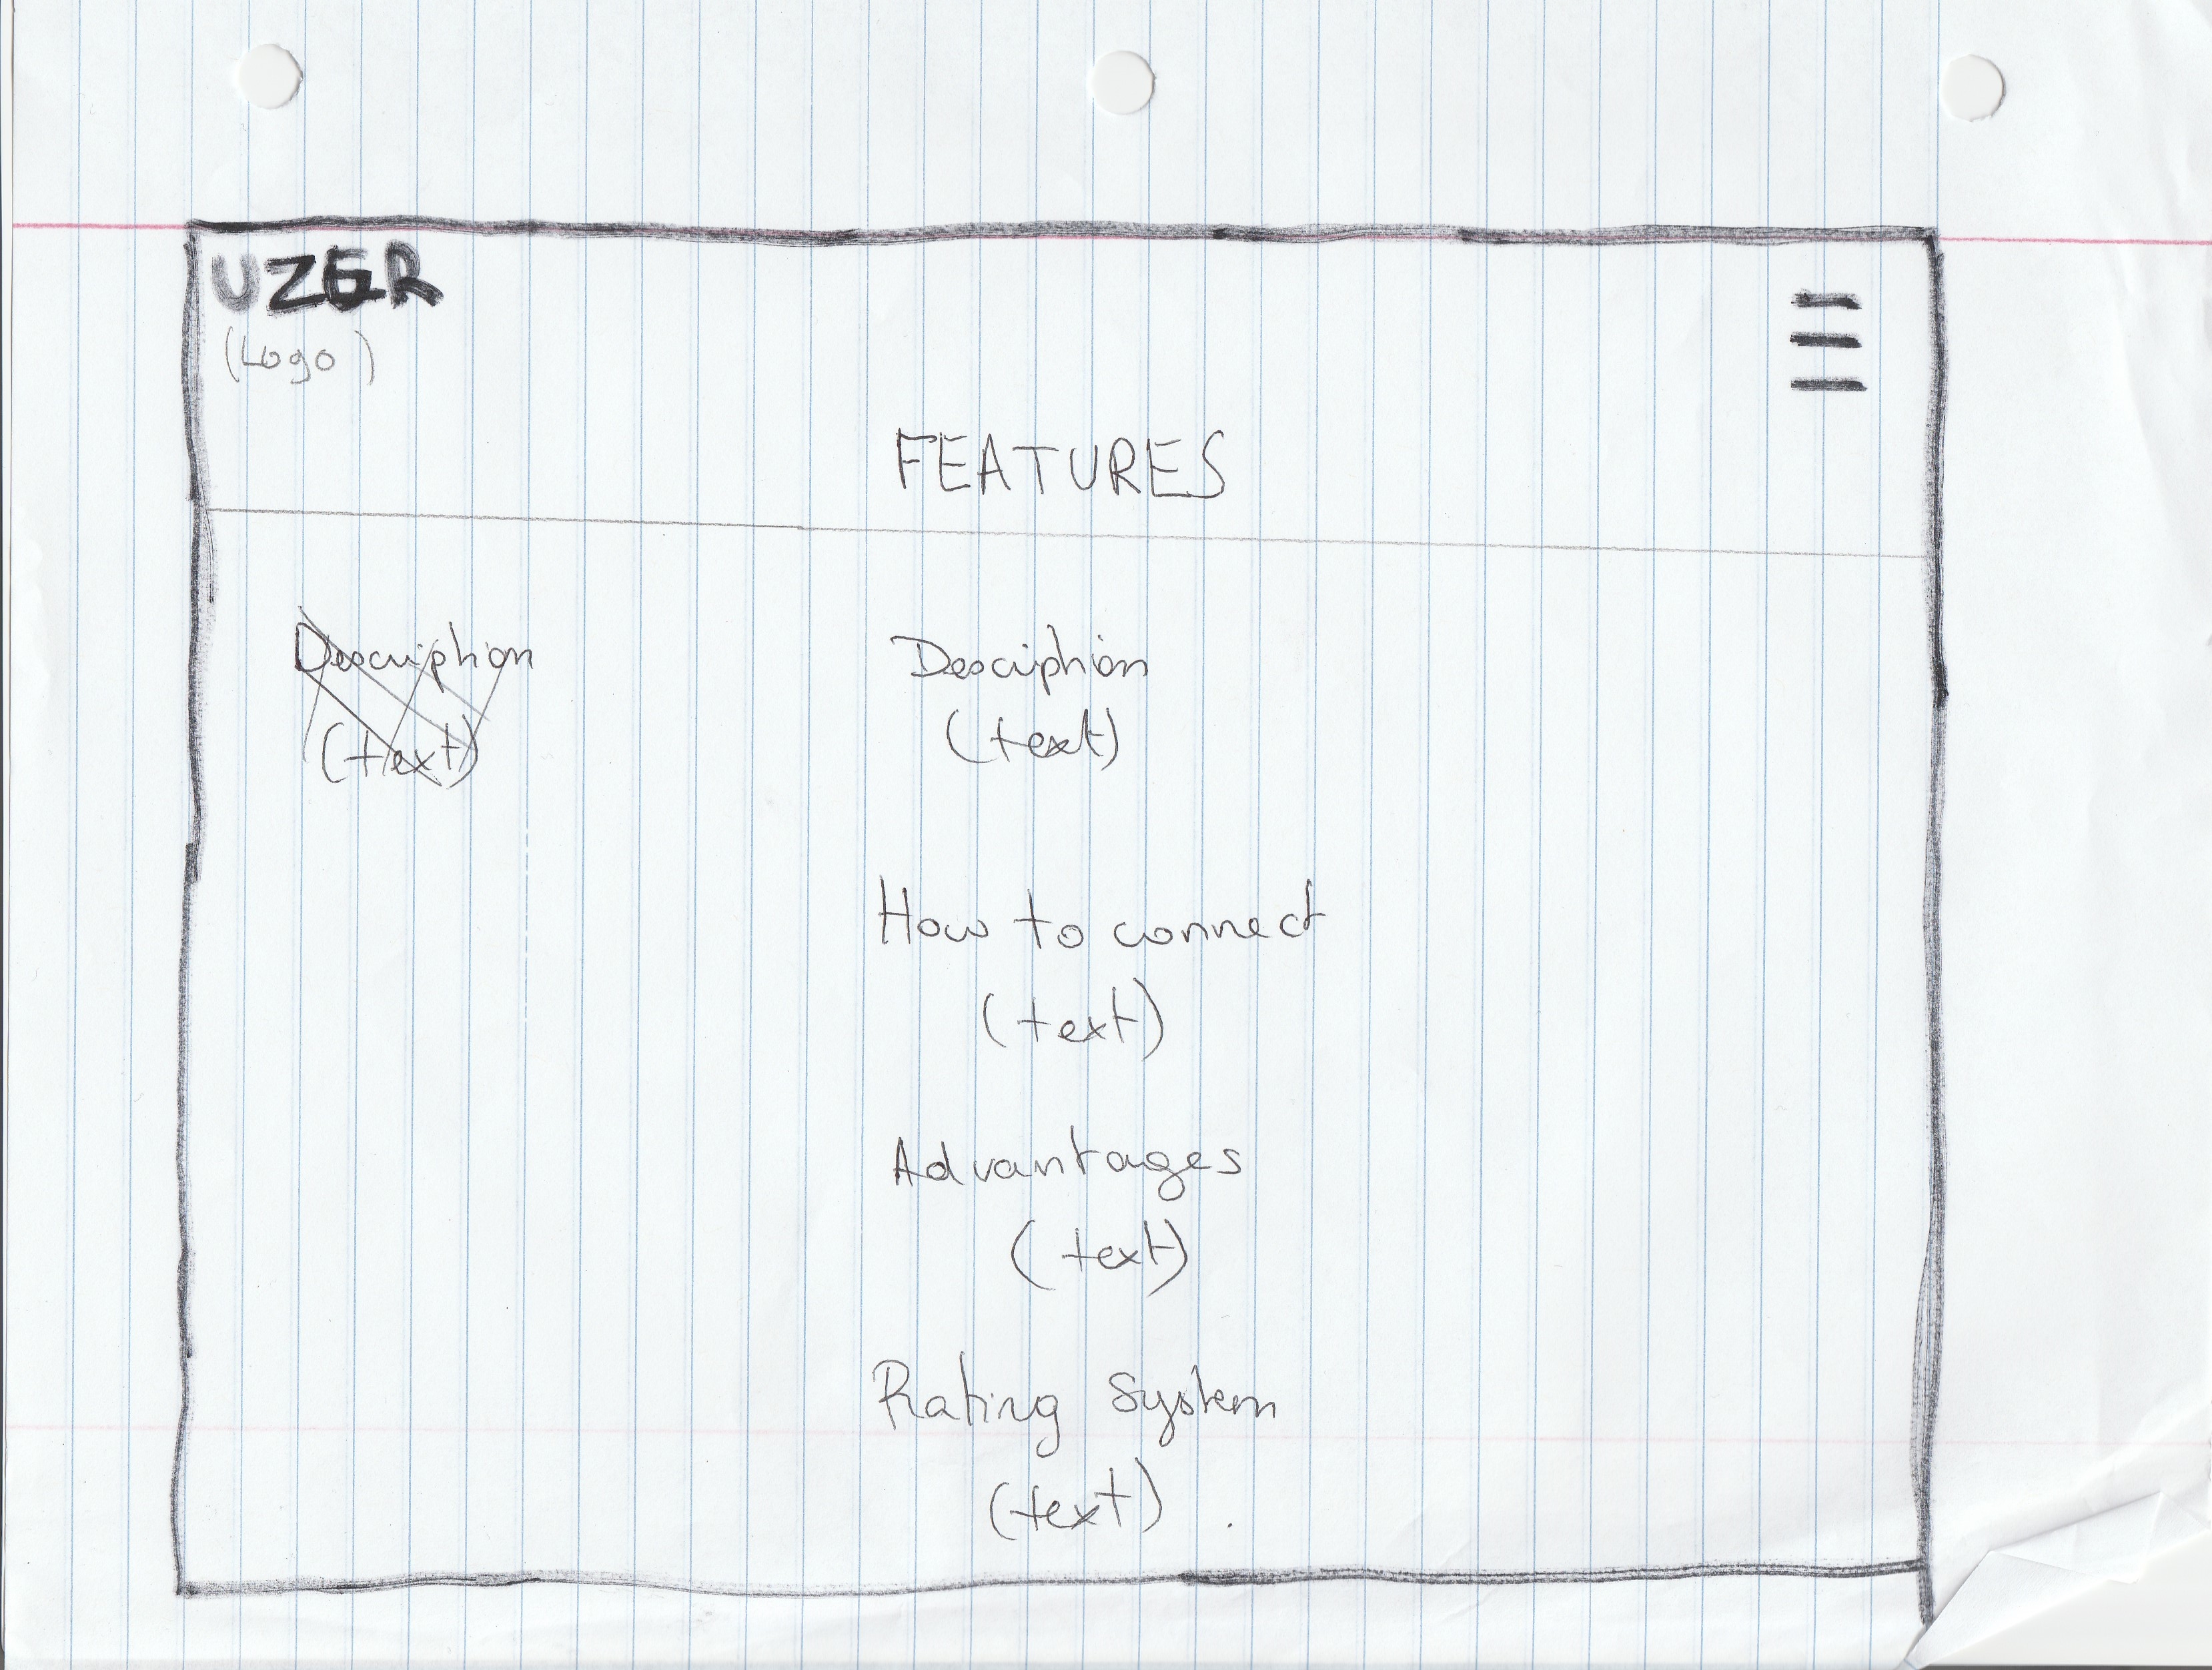 UZER
(Logo)
FEATURES
Description
(text)
Description
(text)
How to connect
(text)
Advantages
(text)
Rating System
(text)